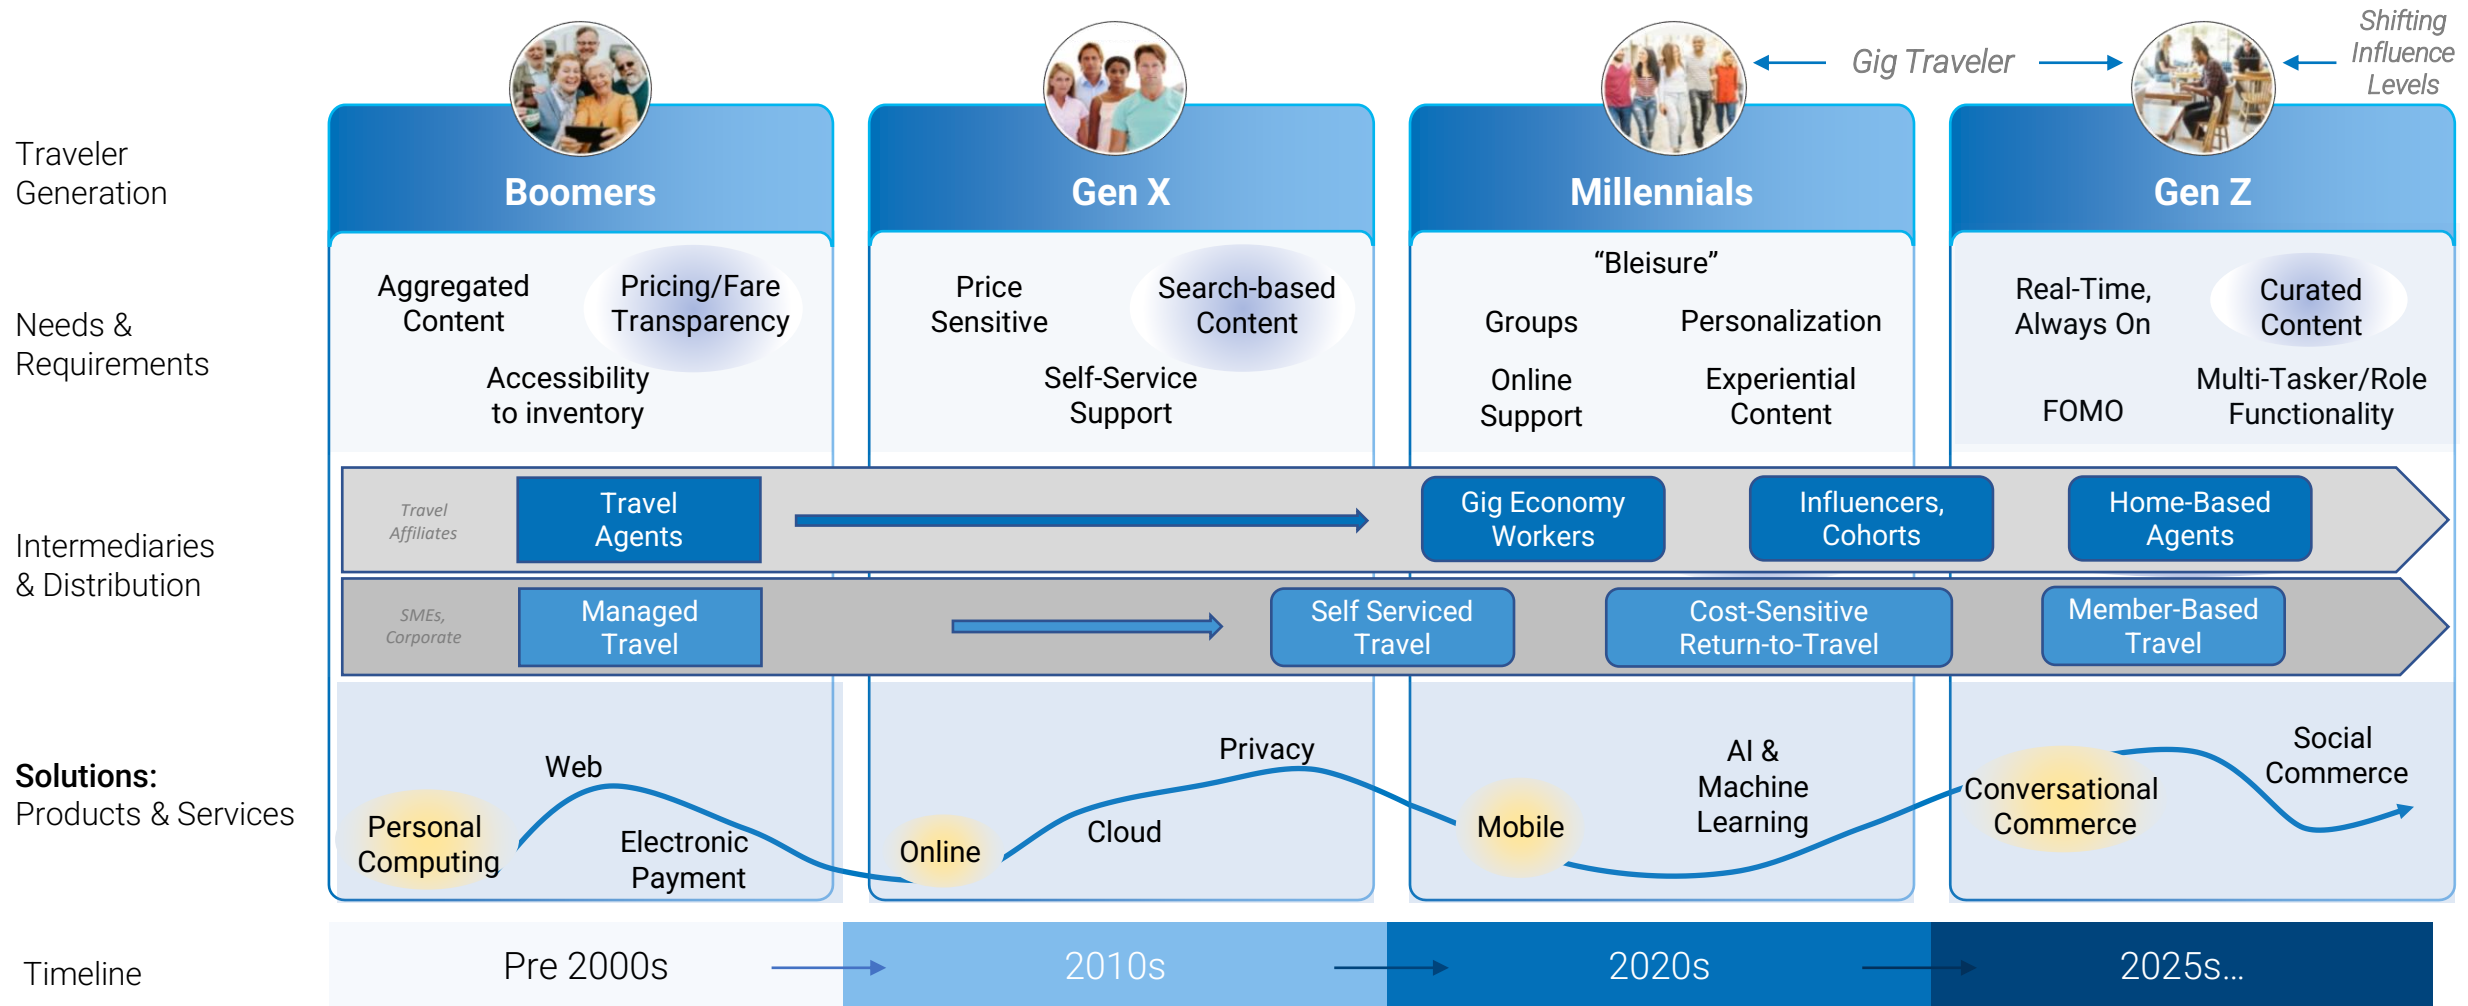 Shifting
Influence
Levels
Gig Traveler
Traveler
Generation
Boomers
Gen X
Millennials
Gen Z
Needs &
Requirements
Aggregated
Content
Pricing/Fare
Transparency
Accessibility
to inventory
Price
Sensitive
Search-based
Content
Self-Service
Support
“Bleisure”
Groups
Personalization
Online
Support
Experiential
Content
Real-Time,
Always On
Curated
Content
FOMO
Multi-Tasker/Role
Functionality
Intermediaries
& Distribution
Travel
Affiliates
Travel
Agents
Gig Economy
Workers
Influencers,
Cohorts
Home-Based
Agents
SMEs,
Corporate
Managed
Travel
Self Serviced
Travel
Cost-Sensitive
Return-to-Travel
Member-Based
Travel
Solutions:
Products & Services
Personal
Computing
Web
Electronic
Payment
Online
Cloud
Privacy
Mobile
AI &
Machine
Learning
Conversational
Commerce
Social
Commerce
Timeline
Pre 2000s
2010s
2020s
2025s...